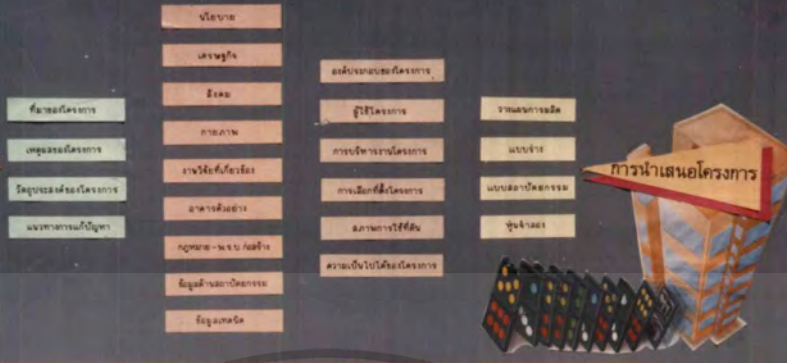 ที่มาของโครงการ
เหตุผลของโครงการ
วัตถุประสงค์ของโครงการ
แนวทางการแก้ปัญหา
นโยบาย
เศรษฐกิจ
สังคม
กายภาพ
งานวิจัยที่เกี่ยวข้อง
อาคารตัวอย่าง
กฎหมาย - พ.ร.บ. ก่อสร้าง
ข้อมูลด้านสถาปัตยกรรม
ข้อมูลเทคนิค
องค์ประกอบของโครงการ
ผู้ใช้โครงการ
การบริหารงานโครงการ
การเลือกที่ตั้งโครงการ
สภาพการใช้ที่ดิน
ความเป็นไปได้ของโครงการ
วางแผนการผลิต
แบบร่าง
แบบสถาปัตยกรรม
หุ่นจำลอง
การนำเสนอโครงการ